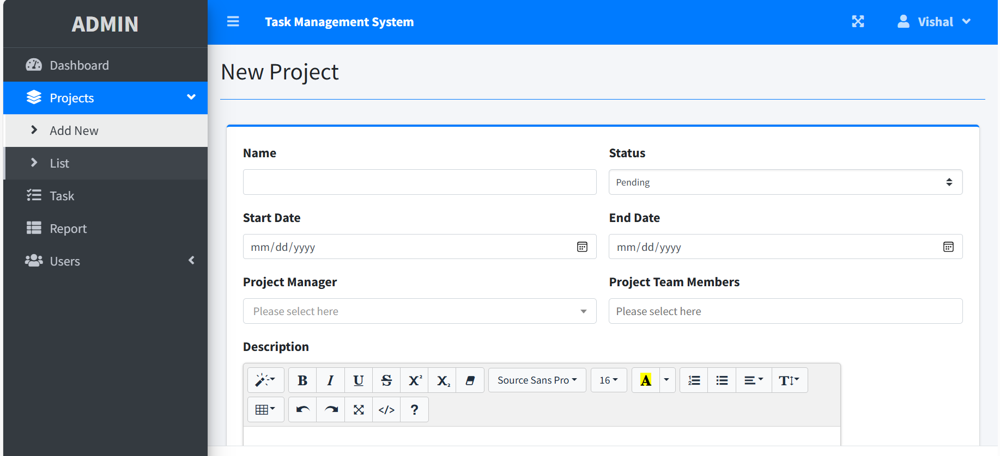 ADMIN
Task Management System
Vishal
Dashboard
Projects
Add New
List
Task
Report
Users
New Project
Name
Status
Pending
Start Date
End Date
mm/dd/yyyy
mm/dd/yyyy
Project Manager
Project Team Members
Please select here
Please select here
Description
B I U S X² X₂ Source Sans Pro 16 A T
</> ?